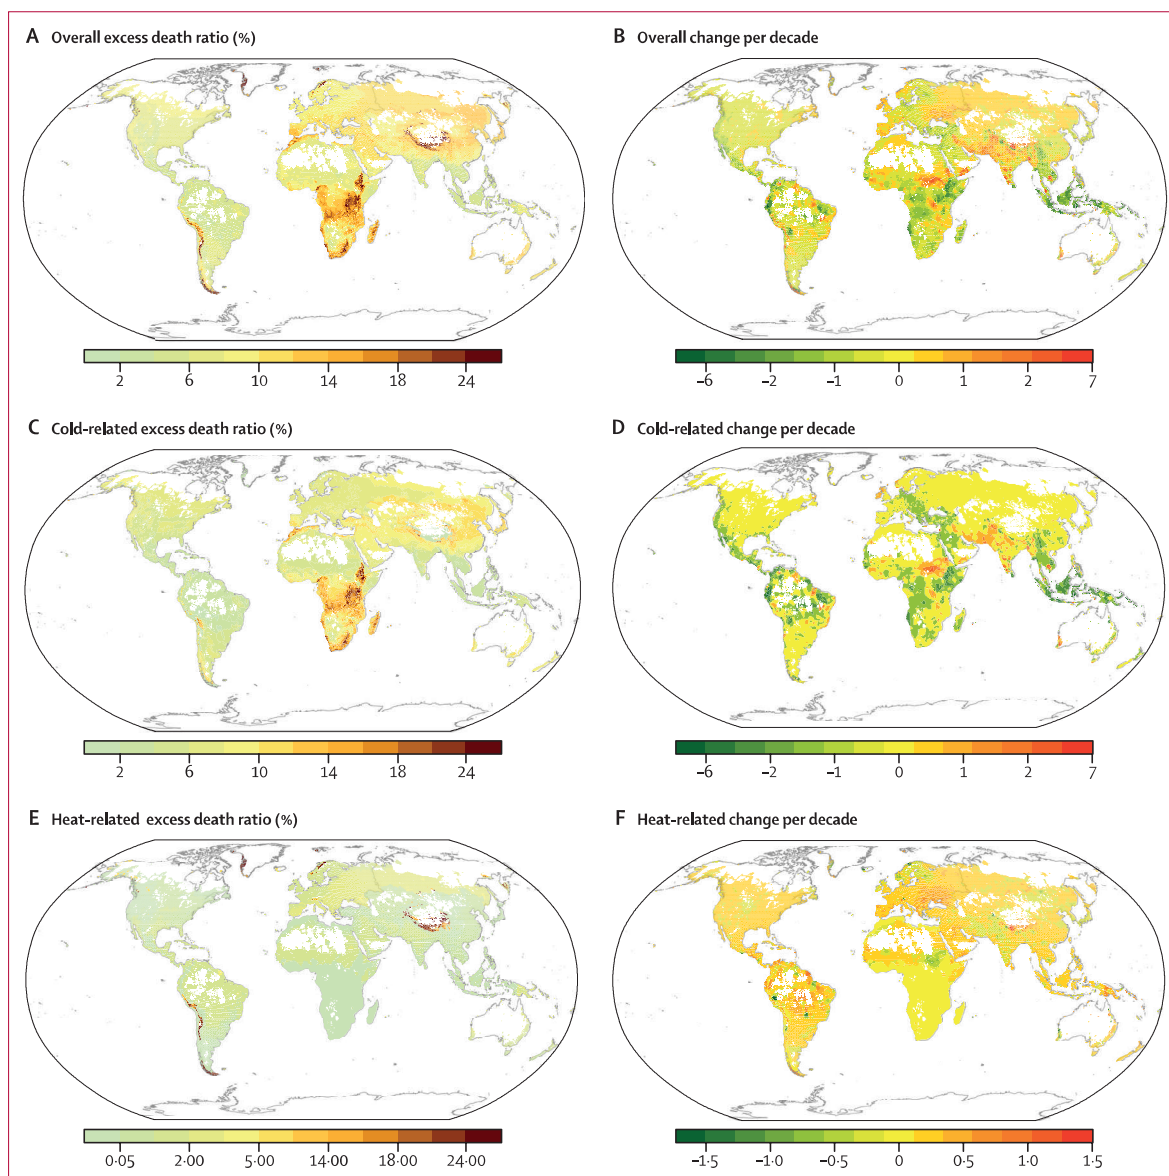 A Overall excess death ratio (%)
B Overall change per decade
2 6 10 14 18 24
−6 −2 −1 0 1 2 7
C Cold-related excess death ratio (%)
D Cold-related change per decade
2 6 10 14 18 24
−6 −2 −1 0 1 2 7
E Heat-related excess death ratio (%)
F Heat-related change per decade
0·05 2·00 5·00 14·00 18·00 24·00
−1·5 −1·0 −0·5 0 0·5 1·0 1·5